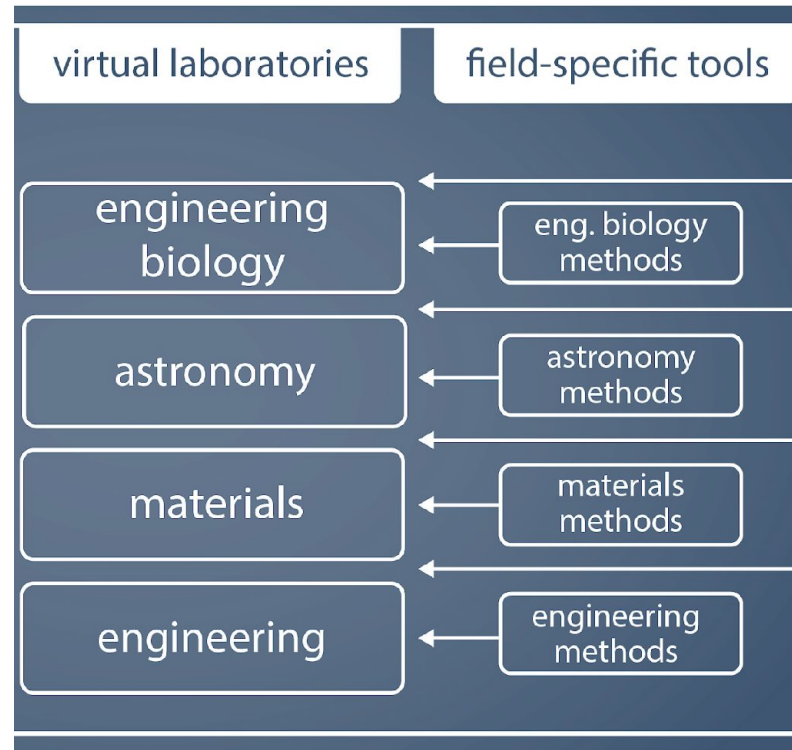 virtual laboratories
field-specific tools
engineering
biology
eng. biology
methods
astronomy
astronomy
methods
materials
materials
methods
engineering
engineering
methods